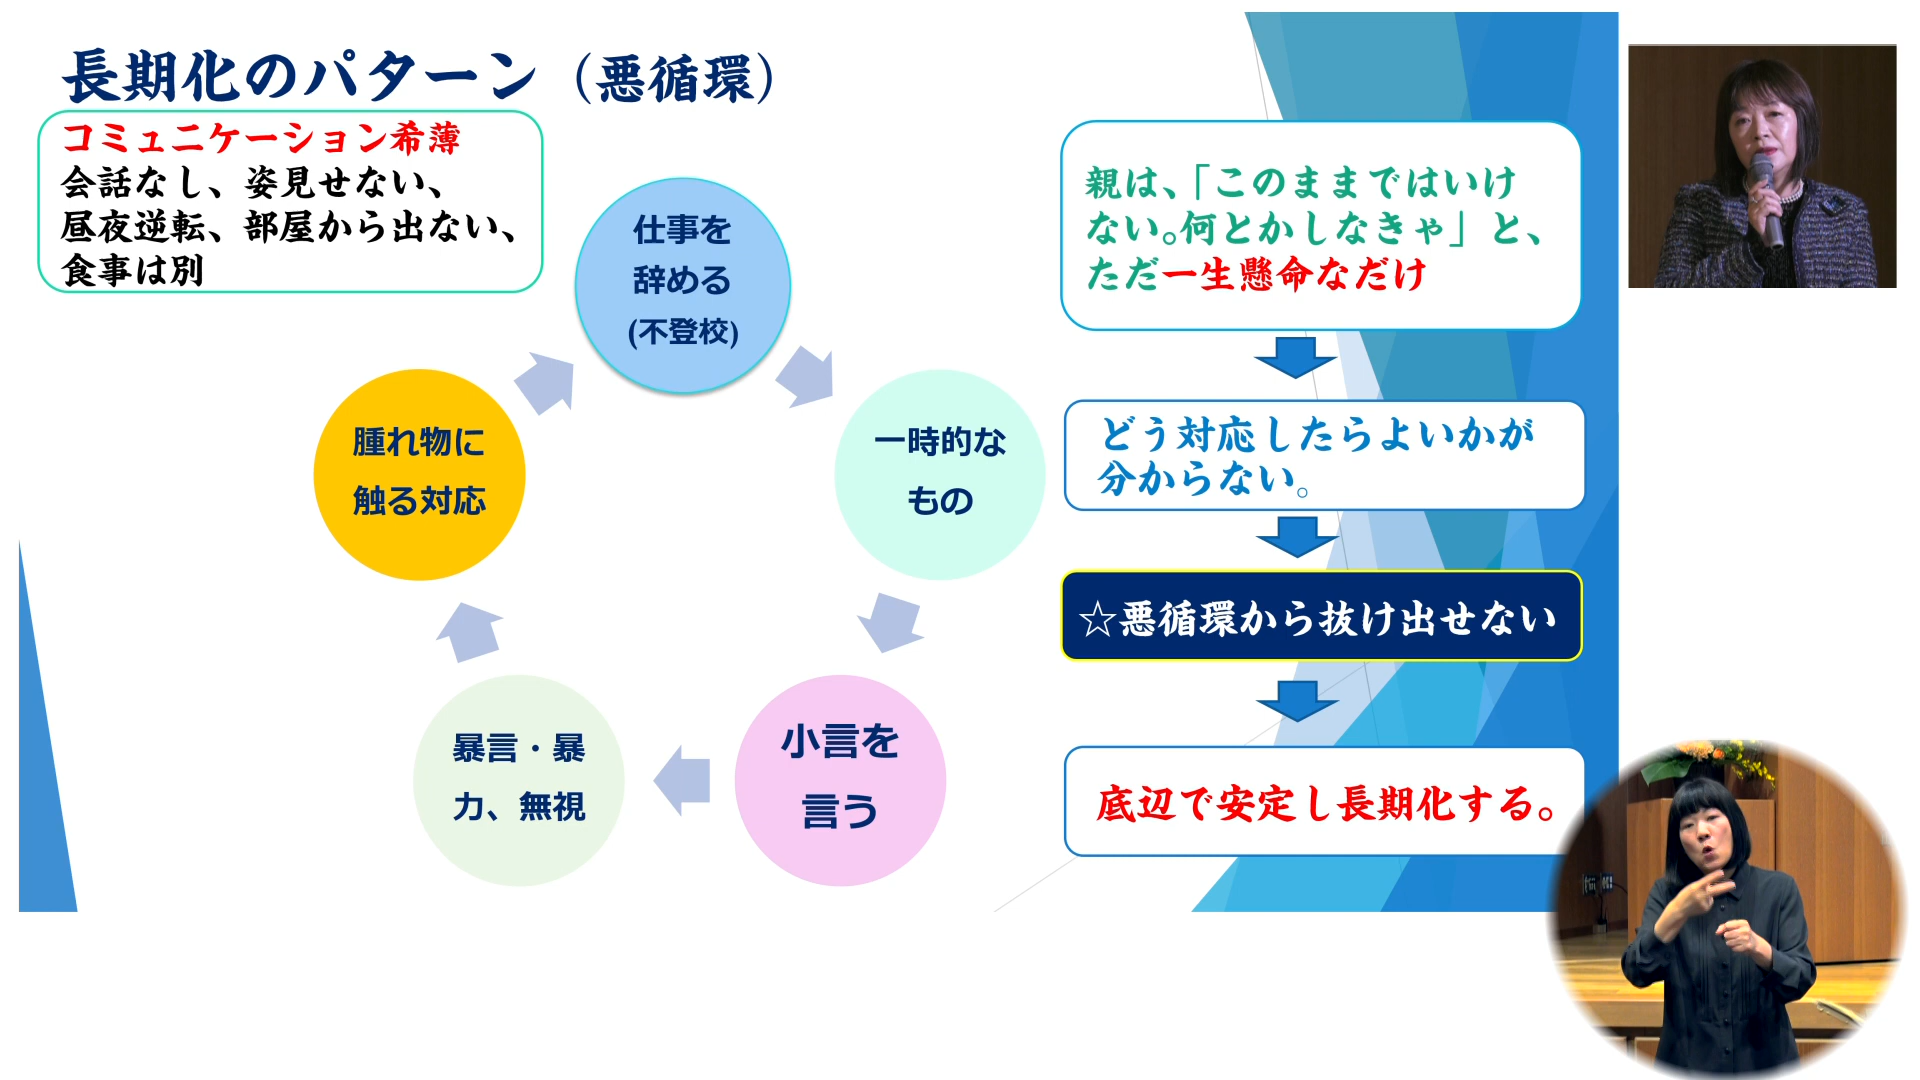 長期化のパターン（悪循環）
コミュニケーション希薄
会話なし、姿見せない、
昼夜逆転、部屋から出ない、
食事は別
仕事を
辞める
(不登校)
一時的な
もの
小言を
言う
暴言・暴
力、無視
腫れ物に
触る対応
親は、「このままではいけ
ない。何とかしなきゃ」と、
ただ一生懸命なだけ
どう対応したらよいかが
分からない。
☆悪循環から抜け出せない
底辺で安定し長期化する。